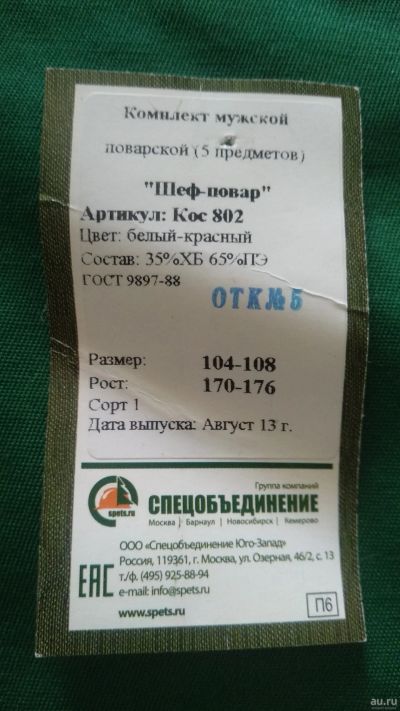 Комплект мужской
поварской (5 предметов)
"Шеф-повар"
Артикул: Кос 802
Цвет: белый-красный
Состав: 35%ХБ 65%ПЭ
ГОСТ 9897-88
ОТК№5
Размер: 104-108
Рост: 170-176
Сорт 1
Дата выпуска: Август 13 г.
Группа компаний
spets.ru
СПЕЦОБЪЕДИНЕНИЕ
Москва | Барнаул | Новосибирск | Кемерово
ООО «Спецобъединение Юго-Запад»
Россия, 119361, г. Москва, ул. Озерная, 46/2, с. 13
т./ф. (495) 925-88-94
e-mail: info@spets.ru
EAC
www.spets.ru
П6
au.ru